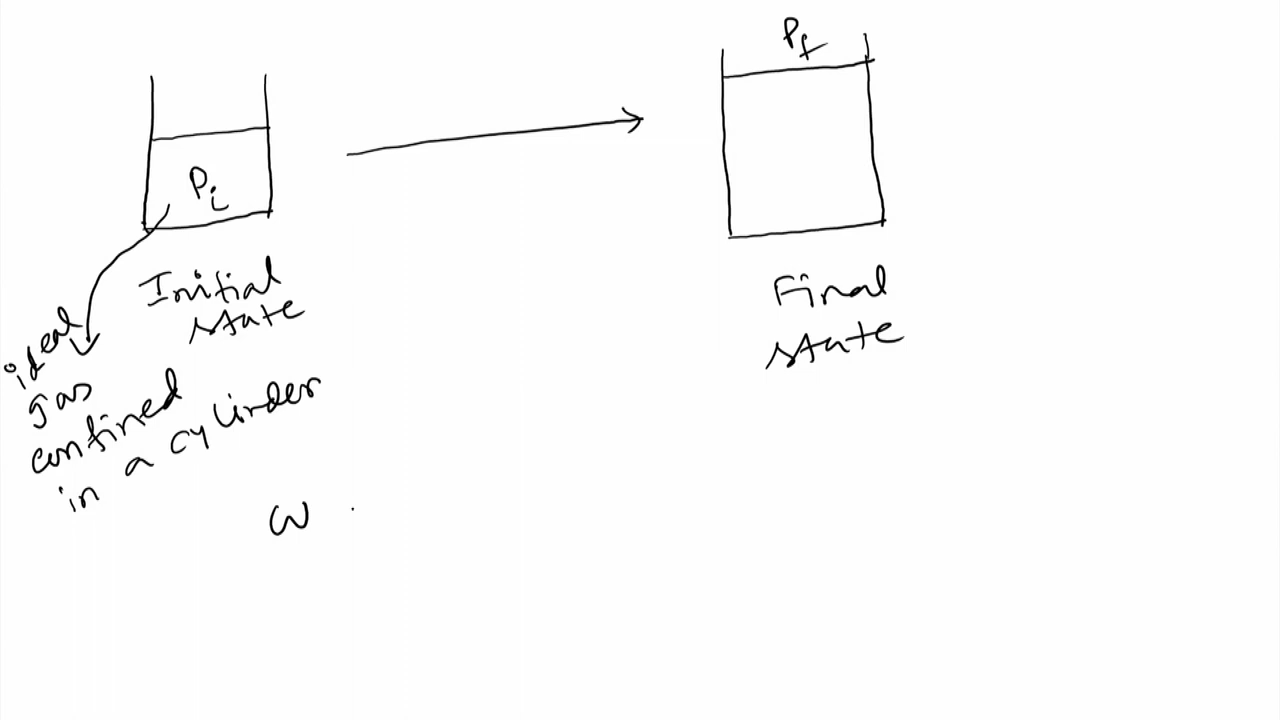 Pf
Pi
Initial
state
Final
state
ideal
gas
confined
in a cylinder
W